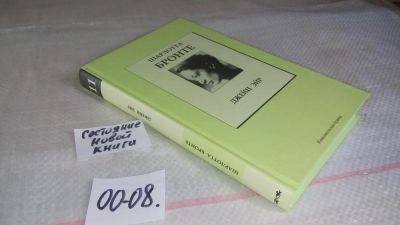 ШАРЛОТТА
БРОНТЕ
ДЖЕЙН ЭЙР
11
ШАРЛОТТА БРОНТЕ
ДЖЕЙН ЭЙР
Состояние
новой
книги
00-08.